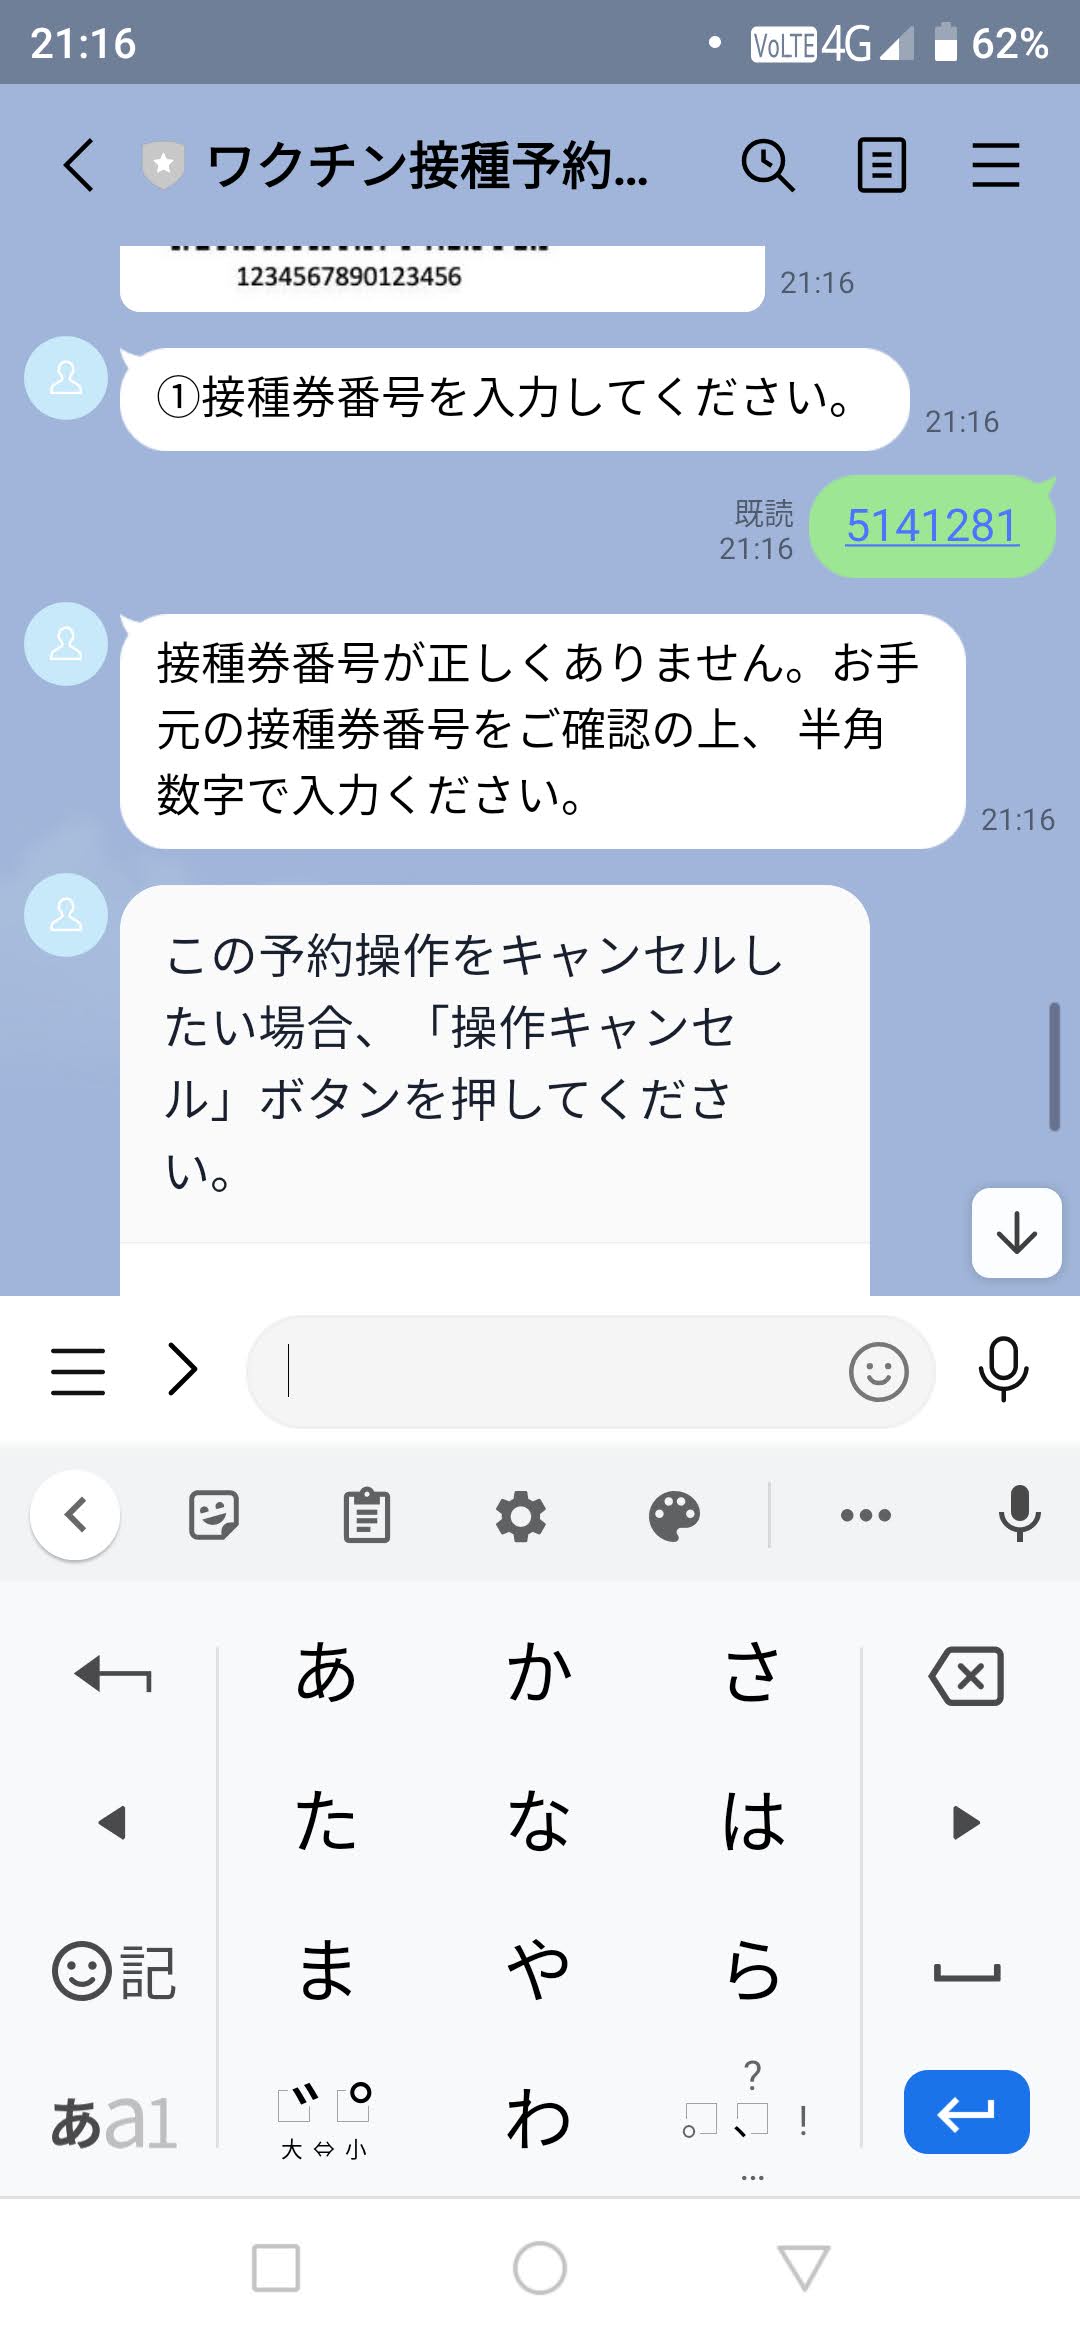 21:16
VoLTE 4G 62%
ワクチン接種予約...
1234567890123456
21:16
①接種券番号を入力してください。
21:16
既読
21:16
5141281
接種券番号が正しくありません。お手
元の接種券番号をご確認の上、 半角
数字で入力ください。
21:16
この予約操作をキャンセルし
たい場合、「操作キャンセ
ル」ボタンを押してくださ
い。
あ か さ
た な は
記 ま や ら
あa1 大⇔小 わ 。、?!…